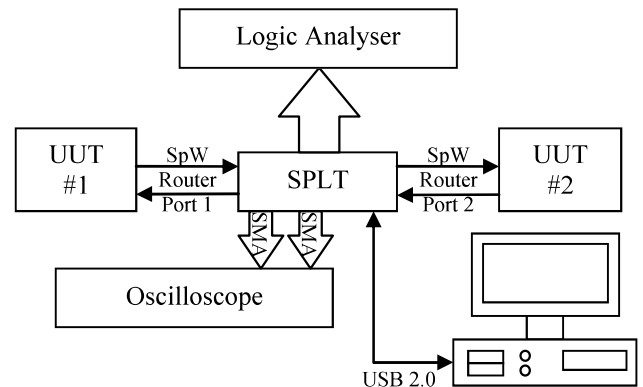 Logic Analyser
UUT
#1
SpW
Router
Port 1
SPLT
SpW
Router
Port 2
UUT
#2
SMA
SMA
Oscilloscope
USB 2.0